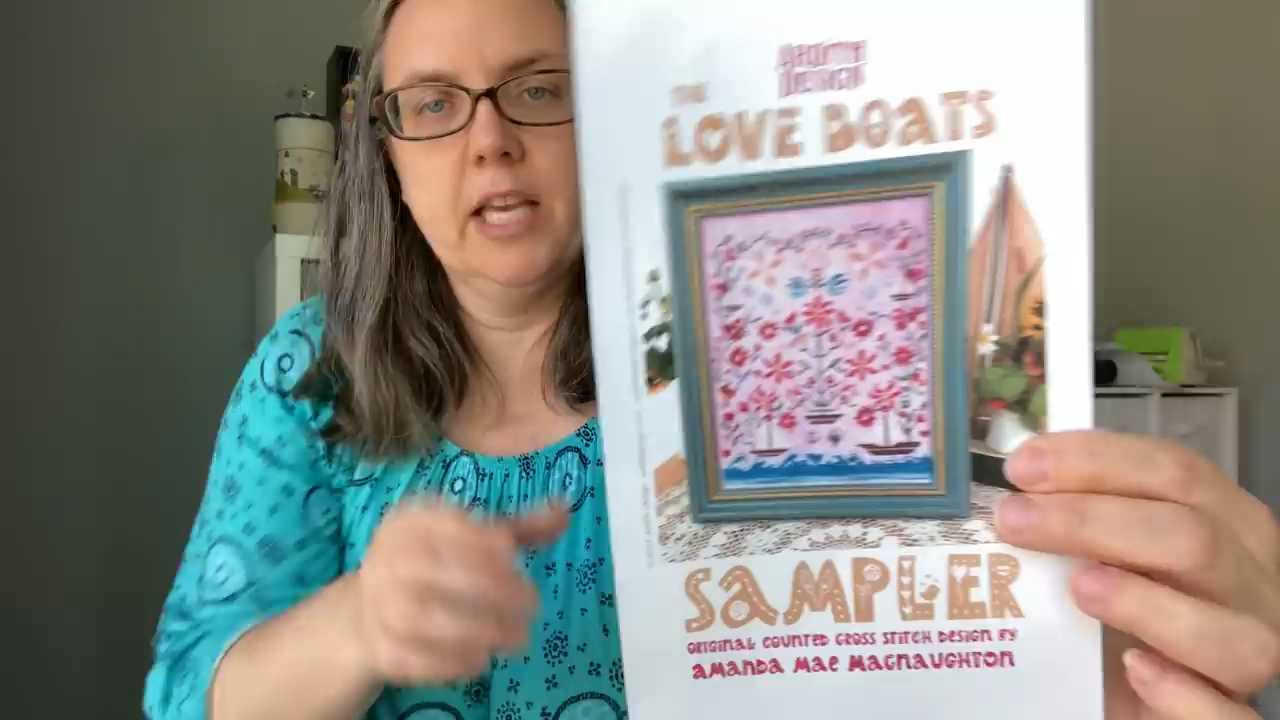 THE
LOVE BOATS
SAMPLER
ORIGINAL COUNTED CROSS STITCH DESIGN BY
AMANDA MAE MACNAUGHTON